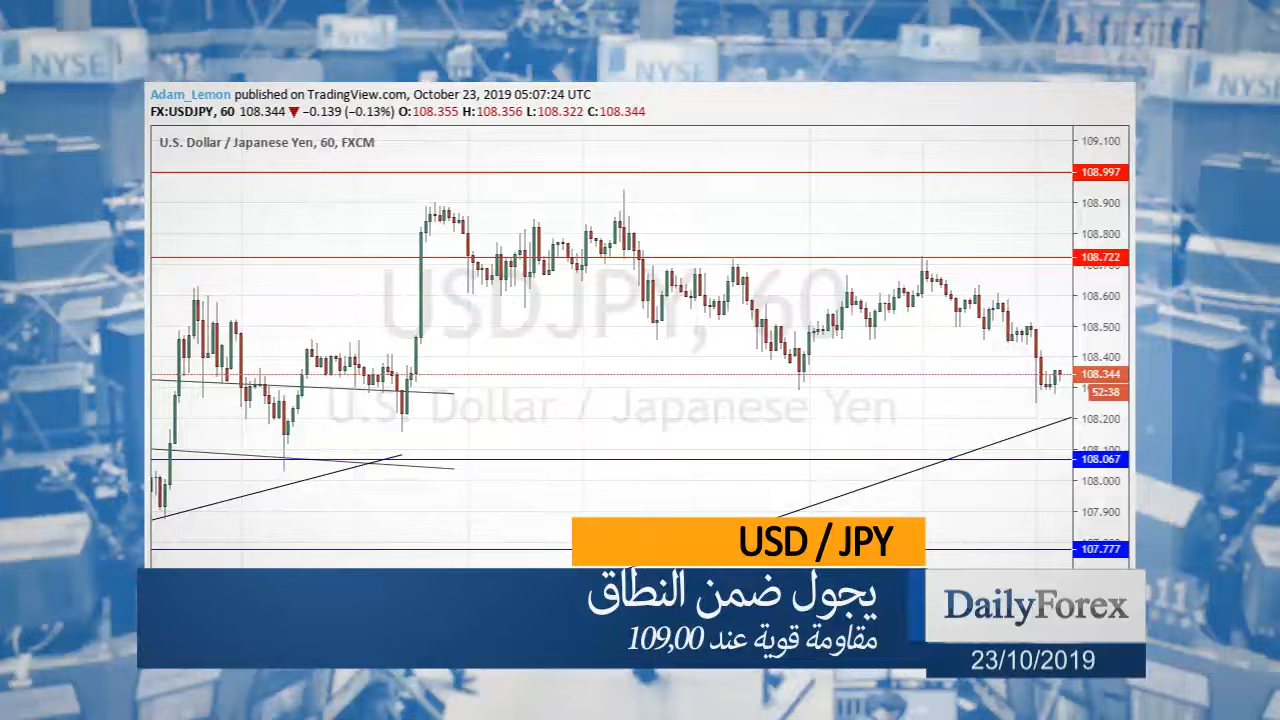 NYSE
NYSE
NYSE
Adam_Lemon published on TradingView.com, October 23, 2019 05:07:24 UTC
FX:USDJPY, 60 108.344 ▼ −0.139 (−0.13%) O:108.355 H:108.356 L:108.322 C:108.344
U.S. Dollar / Japanese Yen, 60, FXCM
109.100
108.997
108.900
108.800
108.722
108.600
108.500
108.400
108.344
52:38
108.200
108.067
108.000
107.900
107.777
USDJPY, 60
U.S. Dollar / Japanese Yen
USD / JPY
يجول ضمن النطاق
مقاومة قوية عند 109,00
DailyForex
23/10/2019